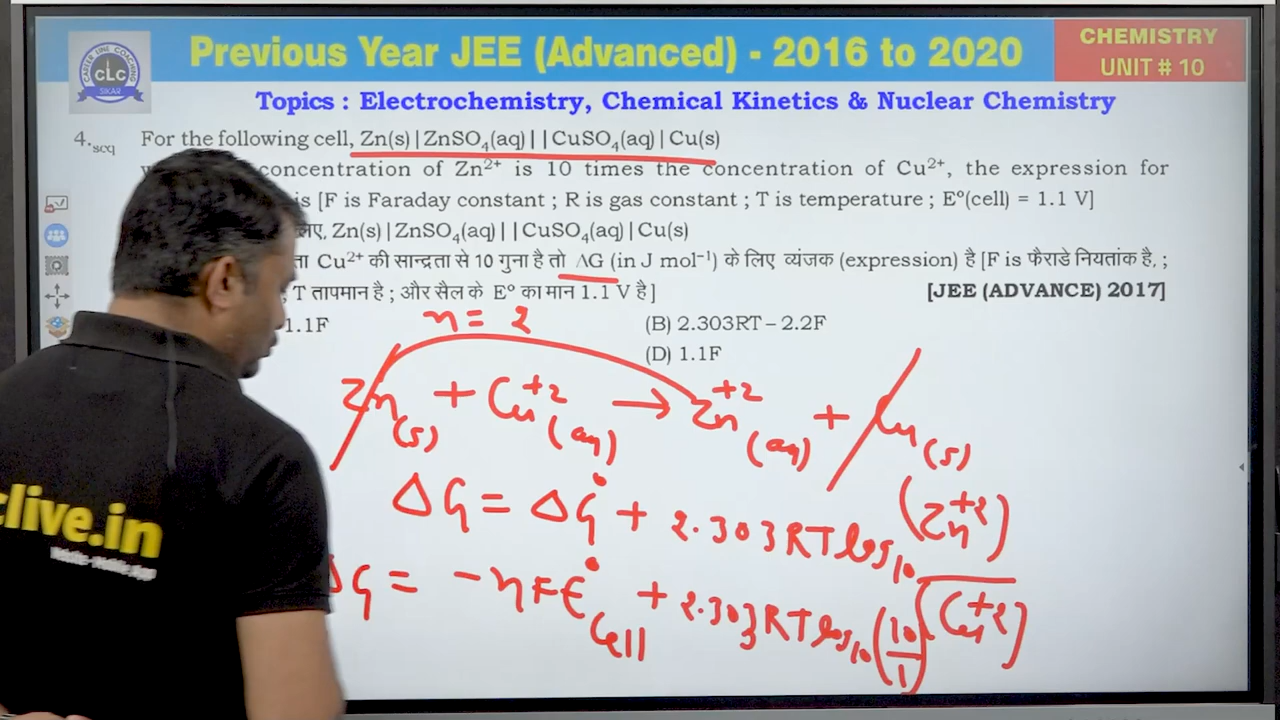 Previous Year JEE (Advanced) - 2016 to 2020
CHEMISTRY
UNIT # 10
CAREER LINE COACHING
CLC
SIKAR
Topics : Electrochemistry, Chemical Kinetics & Nuclear Chemistry
4.scq For the following cell, Zn(s)|ZnSO₄(aq)||CuSO₄(aq)|Cu(s)
concentration of Zn²⁺ is 10 times the concentration of Cu²⁺, the expression for
is [F is Faraday constant ; R is gas constant ; T is temperature ; Eº(cell) = 1.1 V]
Zn(s)|ZnSO₄(aq)||CuSO₄(aq)|Cu(s)
Cu²⁺ की सान्द्रता से 10 गुना है तो ΔG (in J mol⁻¹) के लिए व्यंजक (expression) है [F is फैराडे नियतांक है, ;
; T तापमान है ; और सैल के Eº का मान 1.1 V है]
[JEE (ADVANCE) 2017]
1.1F
(B) 2.303RT – 2.2F
(D) 1.1F
n = 2
Zn(s) + Cu⁺²(aq) → Zn⁺²(aq) + Cu(s)
ΔG = ΔG° + 2.303RT log₁₀ (Zn⁺²)/(Cu⁺²)
ΔG = -nFE°cell + 2.303RT log₁₀ (10/1)
clive.in